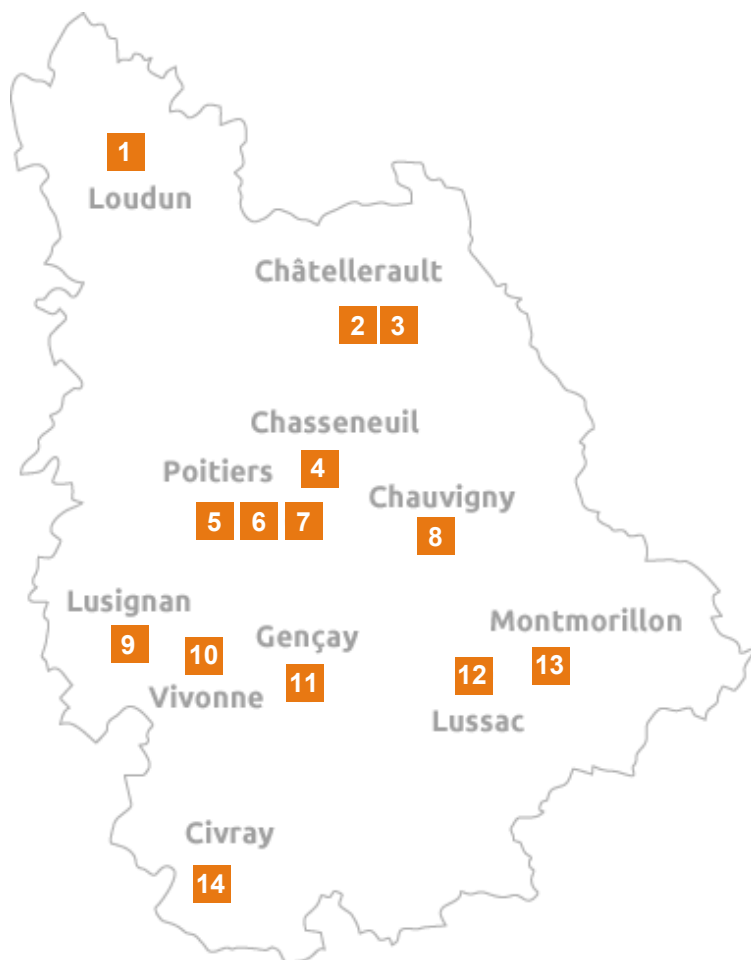 1
Loudun
Châtellerault
2 3
Chasseneuil
4
Poitiers
5 6 7
Chauvigny
8
Lusignan
9
10
Vivonne
Gençay
11
Montmorillon
13
12
Lussac
Civray
14